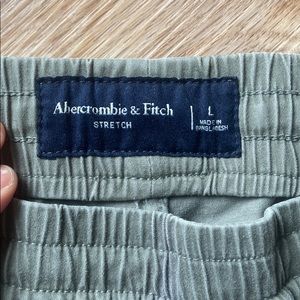 Abercrombie & Fitch
STRETCH
L
MADE IN
BANGLADESH